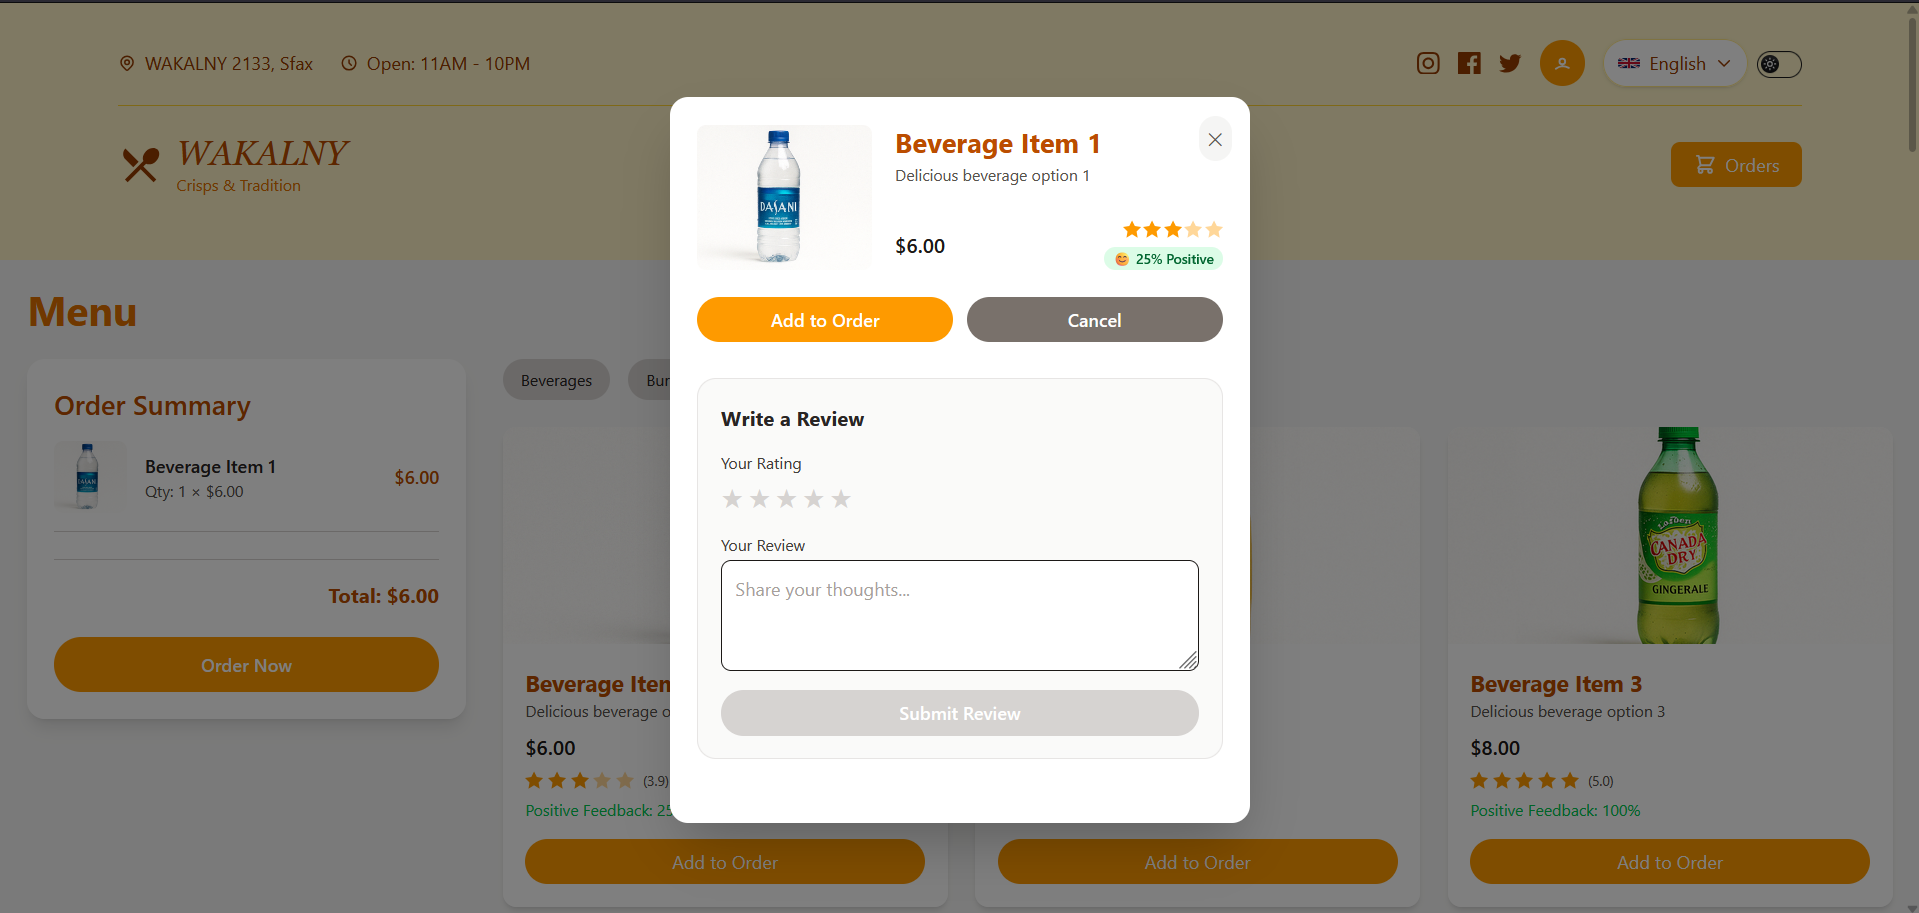 WAKALNY 2133, Sfax
Open: 11AM - 10PM
English
WAKALNY
Crisps & Tradition
Orders
Menu
Order Summary
Beverage Item 1
Qty: 1 × $6.00
$6.00
Total: $6.00
Order Now
Beverages
DASANI
Beverage Item 1
Delicious beverage option 1
$6.00
25% Positive
Add to Order
Cancel
Write a Review
Your Rating
Your Review
Share your thoughts...
Submit Review
Delicious beverage
$6.00
(3.9)
Positive Feedback:
Add to Order
Add to Order
CANADA
DRY
GINGERALE
Beverage Item 3
Delicious beverage option 3
$8.00
(5.0)
Positive Feedback: 100%
Add to Order